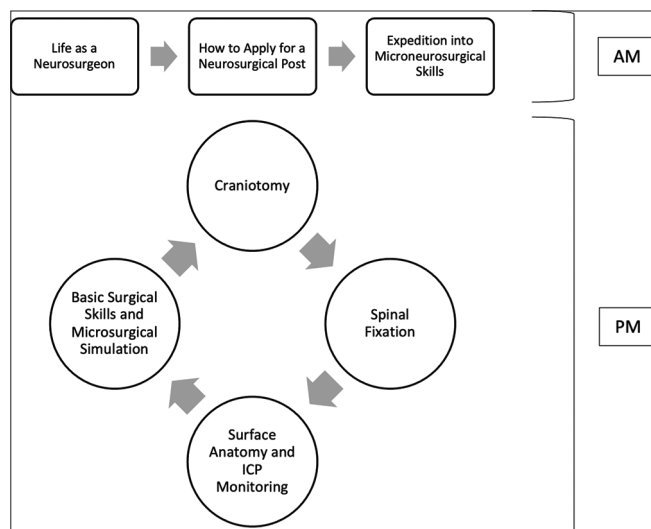 Life as a
Neurosurgeon
How to Apply for a
Neurosurgical Post
Expedition into
Microneurosurgical
Skills
AM
Craniotomy
Basic Surgical
Skills and
Microsurgical
Simulation
Spinal
Fixation
PM
Surface
Anatomy and
ICP
Monitoring